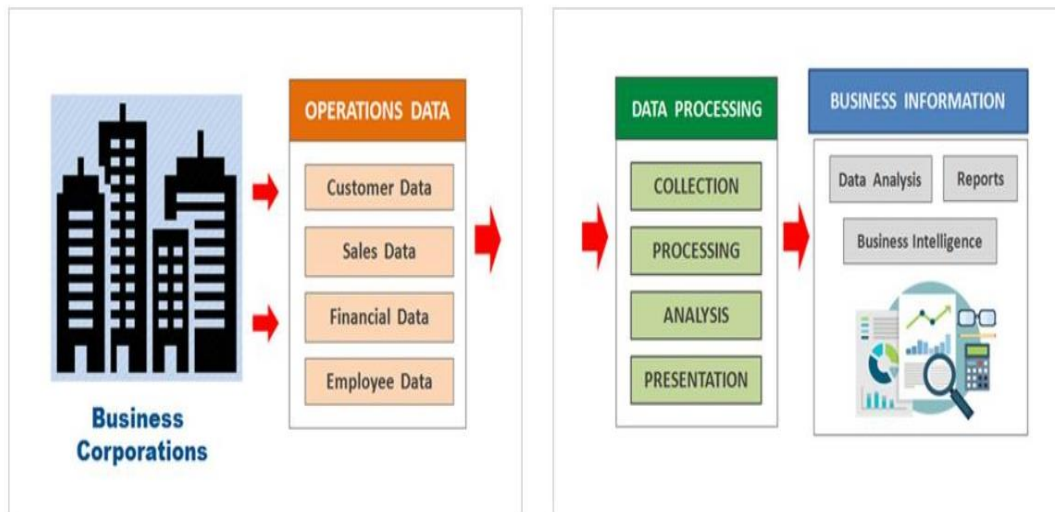 Business
Corporations
OPERATIONS DATA
Customer Data
Sales Data
Financial Data
Employee Data
DATA PROCESSING
COLLECTION
PROCESSING
ANALYSIS
PRESENTATION
BUSINESS INFORMATION
Data Analysis
Reports
Business Intelligence